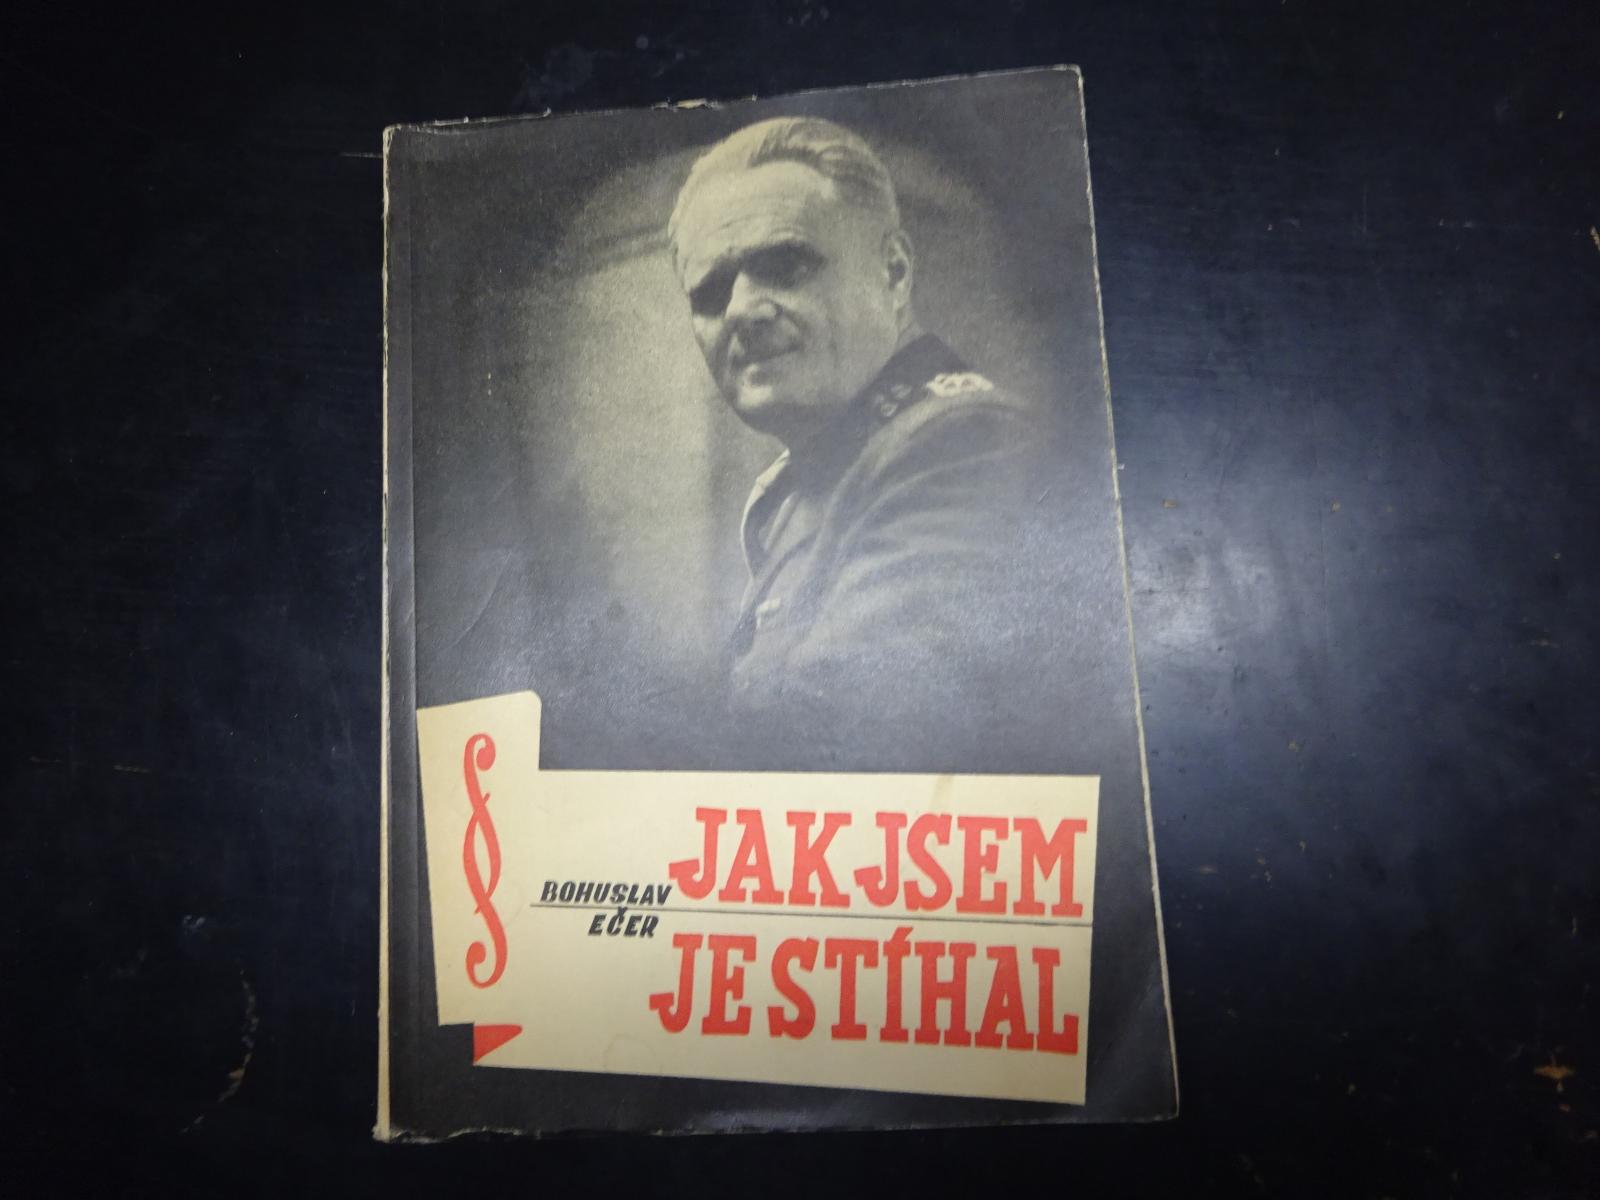 §
BOHUSLAV
EČER
JAK JSEM
JE STÍHAL